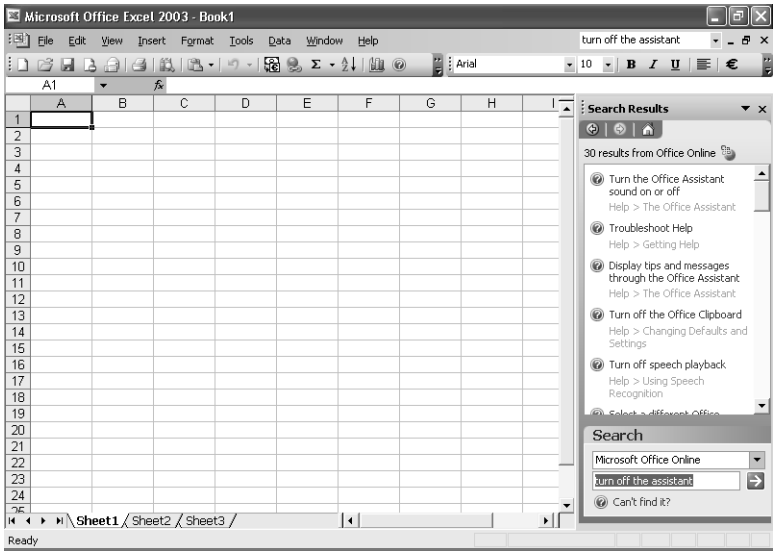 Microsoft Office Excel 2003 - Book1
File Edit View Insert Format Tools Data Window Help
turn off the assistant
Arial 10 B I U €
A1 fx
A B C D E F G H I
1
2
3
4
5
6
7
8
9
10
11
12
13
14
15
16
17
18
19
20
21
22
23
24
25
Sheet1 Sheet2 Sheet3
Ready
Search Results
30 results from Office Online
Turn the Office Assistant
sound on or off
Help > The Office Assistant
Troubleshoot Help
Help > Getting Help
Display tips and messages
through the Office Assistant
Help > The Office Assistant
Turn off the Office Clipboard
Help > Changing Defaults and
Settings
Turn off speech playback
Help > Using Speech
Recognition
Select a different Office
Search
Microsoft Office Online
turn off the assistant
Can't find it?